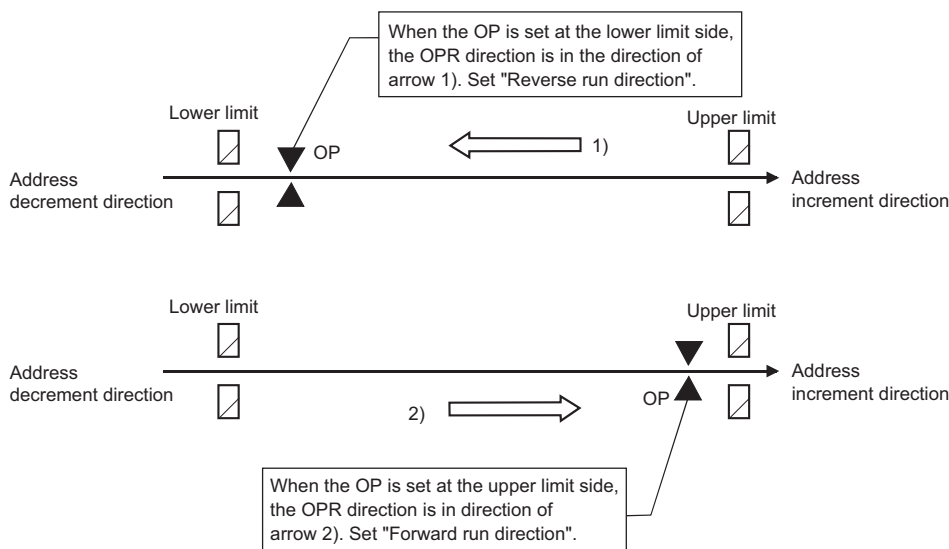 When the OP is set at the lower limit side,
the OPR direction is in the direction of
arrow 1). Set "Reverse run direction".
Lower limit
Upper limit
OP
1)
Address
decrement direction
Address
increment direction
Lower limit
Upper limit
Address
decrement direction
Address
increment direction
2)
OP
When the OP is set at the upper limit side,
the OPR direction is in direction of
arrow 2). Set "Forward run direction".